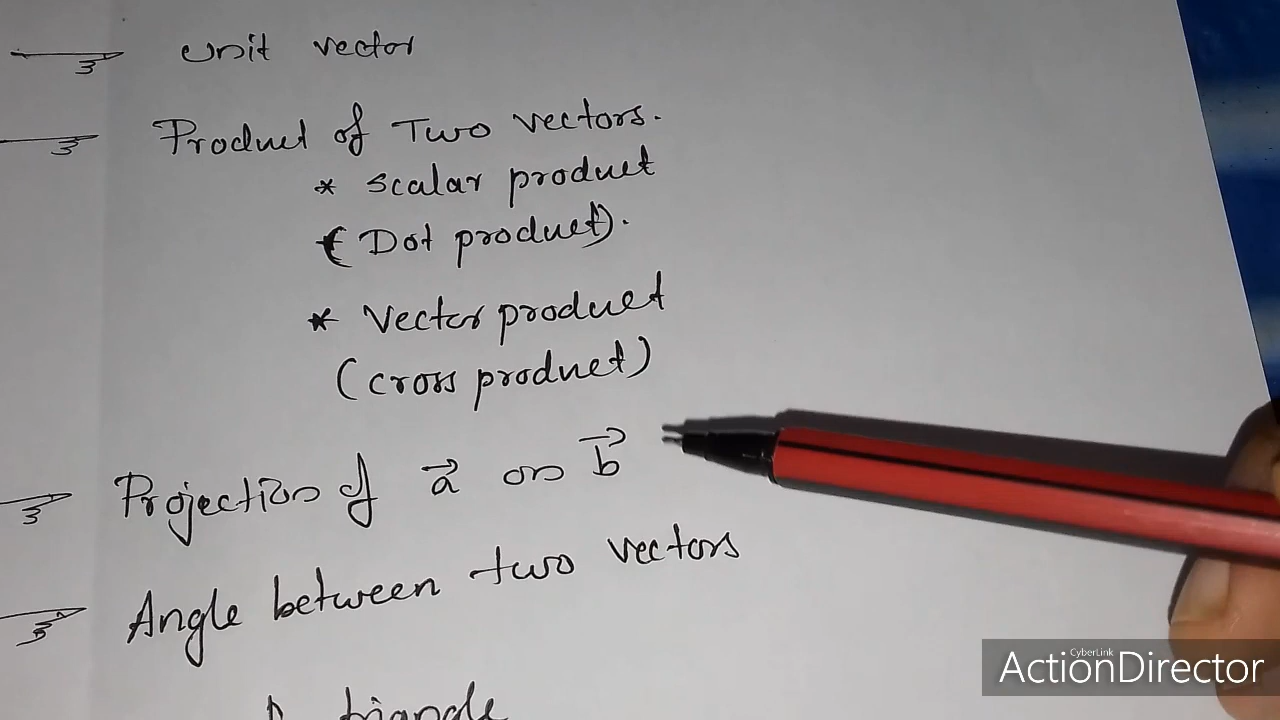 unit vector
Product of Two vectors.
* scalar product
(Dot product).
* Vector product
(cross product)
Projection of a⃗ on b⃗
Angle between two vectors
triangle
CyberLink
ActionDirector